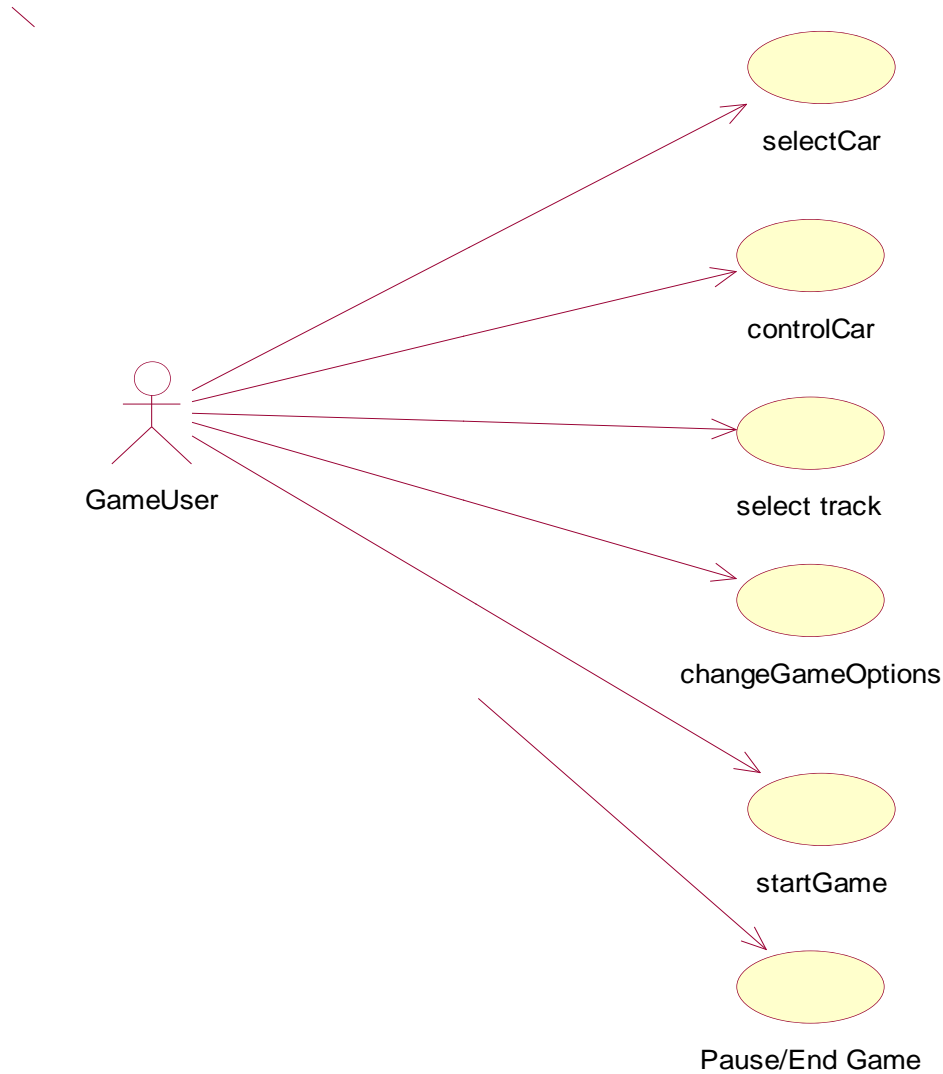 selectCar
controlCar
GameUser
select track
changeGameOptions
startGame
Pause/End Game